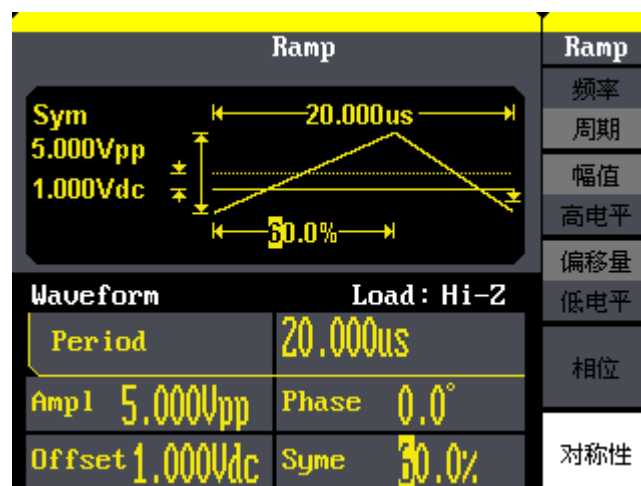 Ramp
Ramp
Sym
20.000us
5.000Vpp
1.000Vdc
60.0%
Waveform
Load: Hi-Z
Period
20.000us
Ampl 5.000Vpp
Phase 0.0°
Offset 1.000Vdc
Syme 60.0%
频率
周期
幅值
高电平
偏移量
低电平
相位
对称性